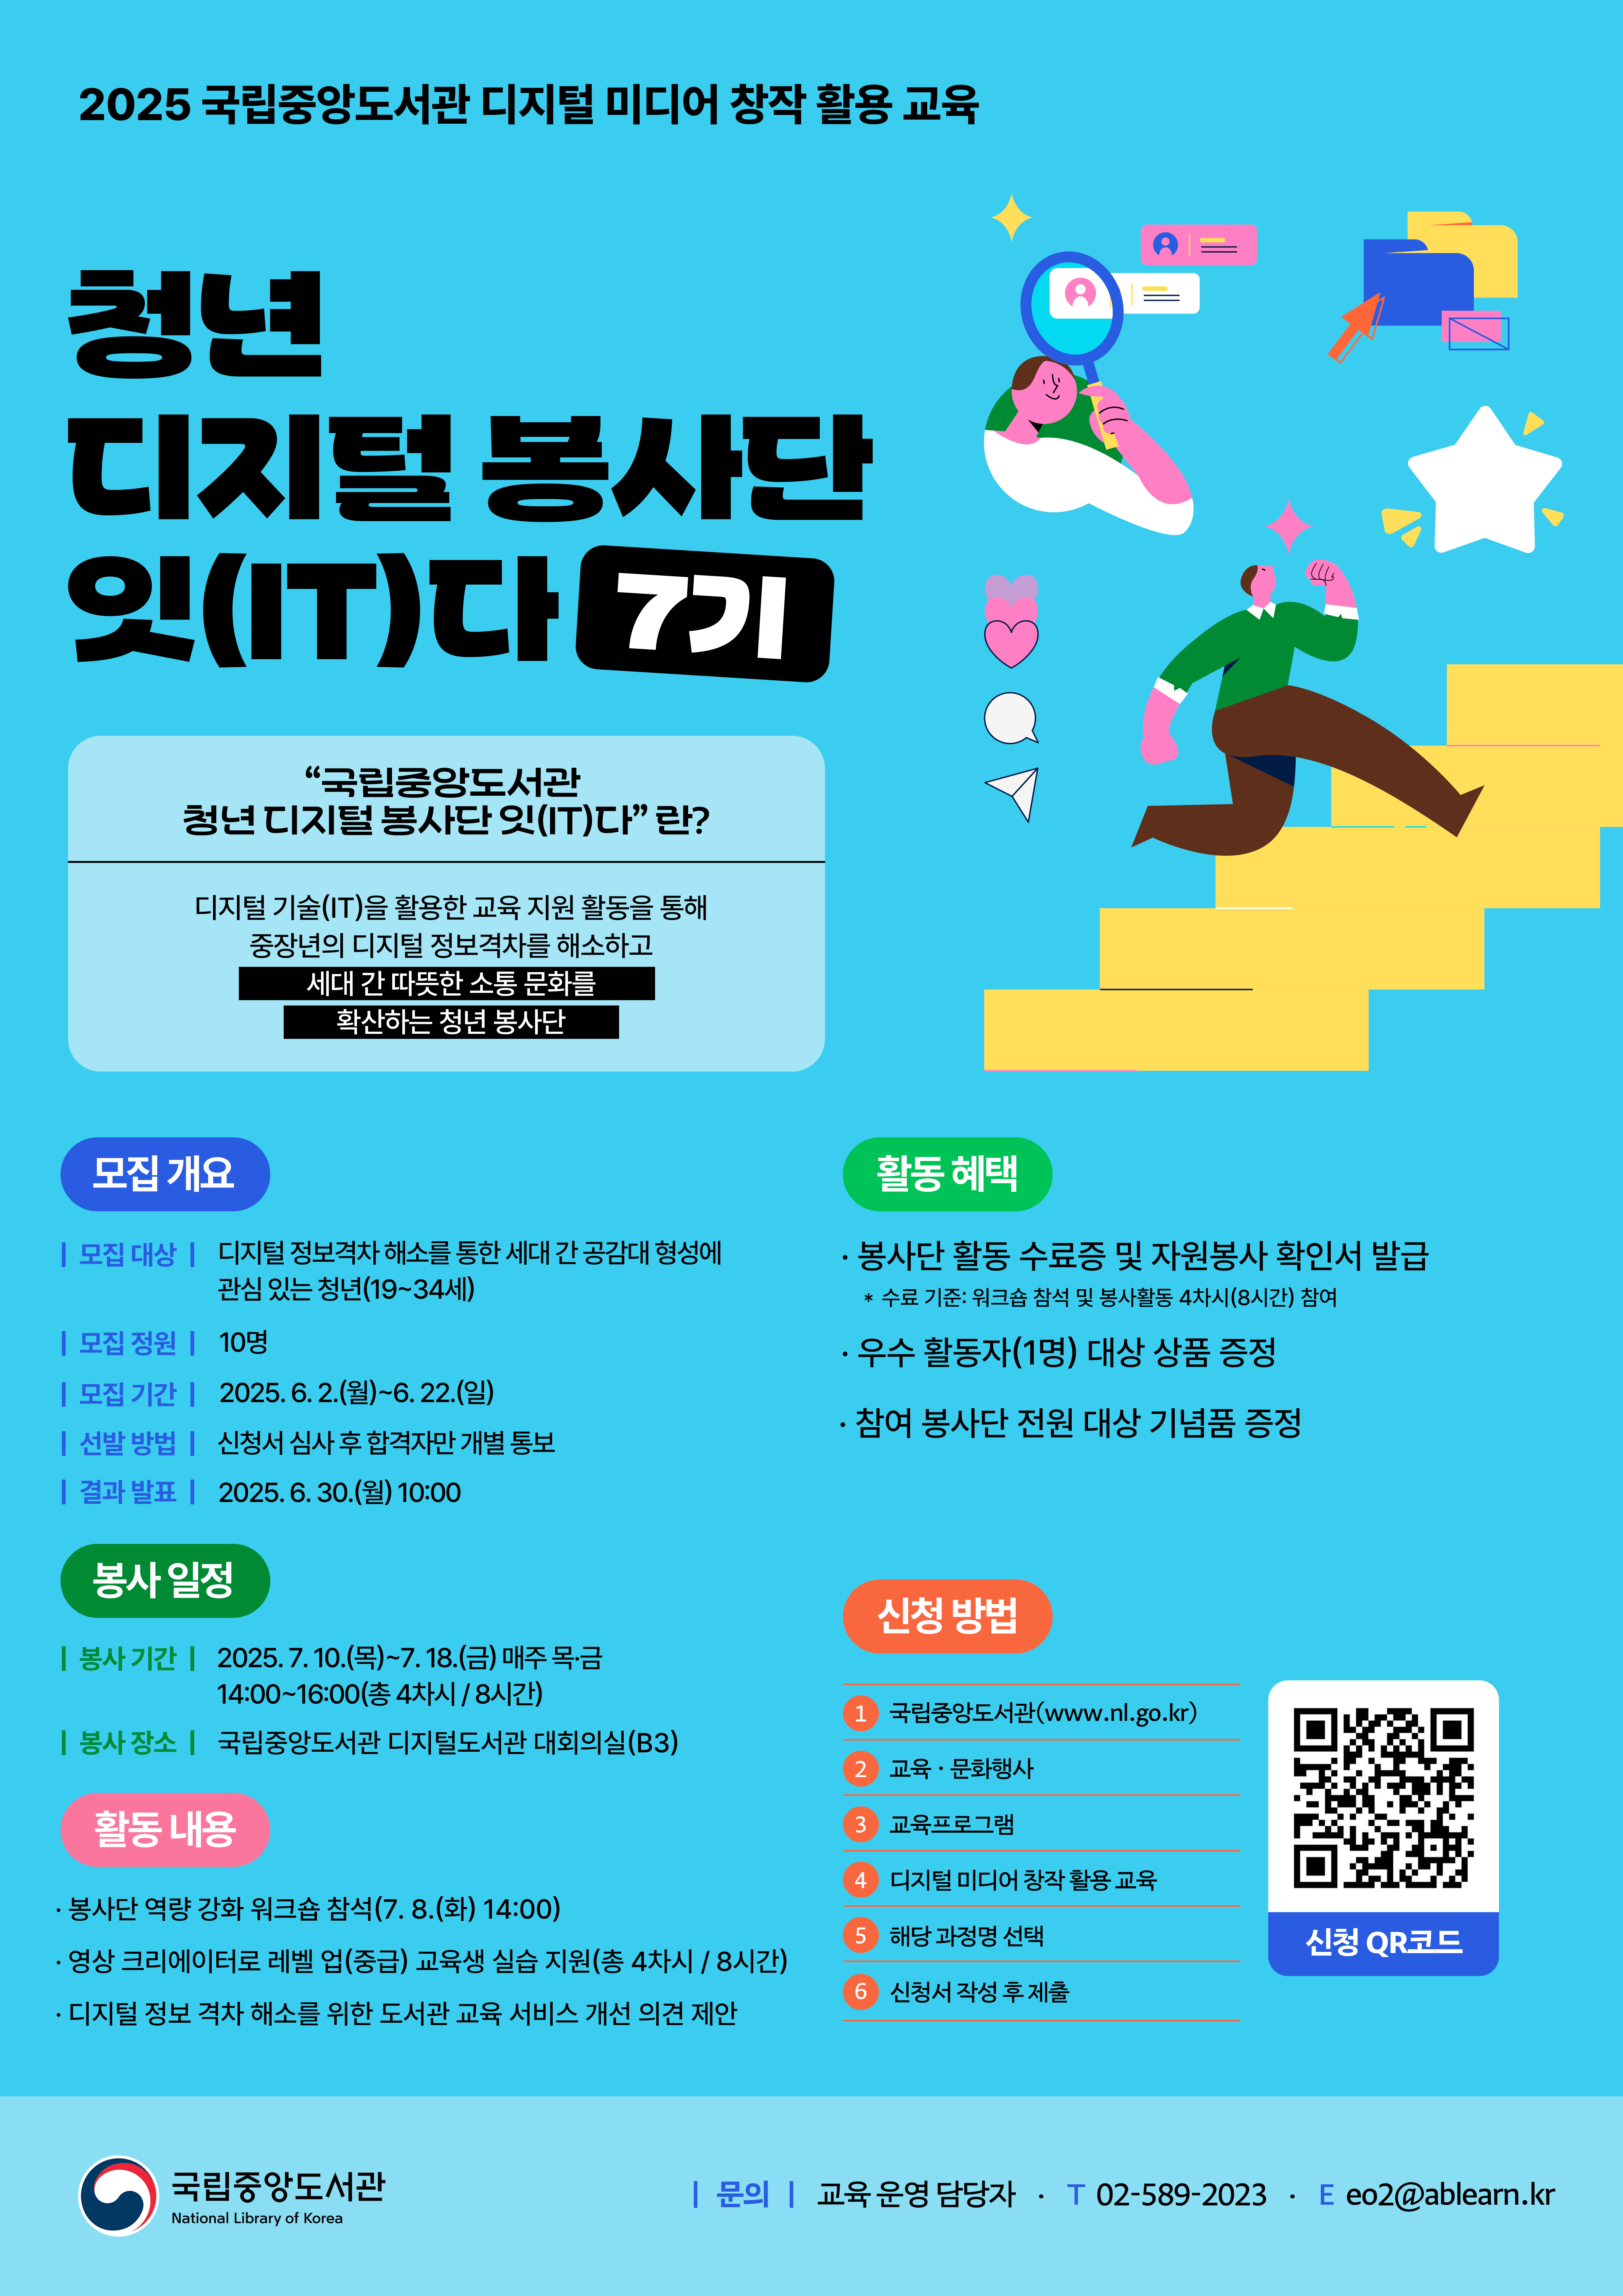 2025 국립중앙도서관 디지털 미디어 창작 활용 교육
청년
디지털 봉사단
잇(IT)다 7기
“국립중앙도서관
청년 디지털 봉사단 잇(IT)다” 란?
디지털 기술(IT)을 활용한 교육 지원 활동을 통해
중장년의 디지털 정보격차를 해소하고
세대 간 따뜻한 소통 문화를
확산하는 청년 봉사단
모집 개요
| 모집 대상 | 디지털 정보격차 해소를 통한 세대 간 공감대 형성에
관심 있는 청년(19~34세)
| 모집 정원 | 10명
| 모집 기간 | 2025. 6. 2.(월)~6. 22.(일)
| 선발 방법 | 신청서 심사 후 합격자만 개별 통보
| 결과 발표 | 2025. 6. 30.(월) 10:00
봉사 일정
| 봉사 기간 | 2025. 7. 10.(목)~7. 18.(금) 매주 목·금
14:00~16:00(총 4차시 / 8시간)
| 봉사 장소 | 국립중앙도서관 디지털도서관 대회의실(B3)
활동 내용
· 봉사단 역량 강화 워크숍 참석(7. 8.(화) 14:00)
· 영상 크리에이터로 레벨 업(중급) 교육생 실습 지원(총 4차시 / 8시간)
· 디지털 정보 격차 해소를 위한 도서관 교육 서비스 개선 의견 제안
활동 혜택
· 봉사단 활동 수료증 및 자원봉사 확인서 발급
* 수료 기준: 워크숍 참석 및 봉사활동 4차시(8시간) 참여
· 우수 활동자(1명) 대상 상품 증정
· 참여 봉사단 전원 대상 기념품 증정
신청 방법
1 국립중앙도서관(www.nl.go.kr)
2 교육 · 문화행사
3 교육프로그램
4 디지털 미디어 창작 활용 교육
5 해당 과정명 선택
6 신청서 작성 후 제출
신청 QR코드
국립중앙도서관
National Library of Korea
| 문의 | 교육 운영 담당자 · T 02-589-2023 · E eo2@ablearn.kr